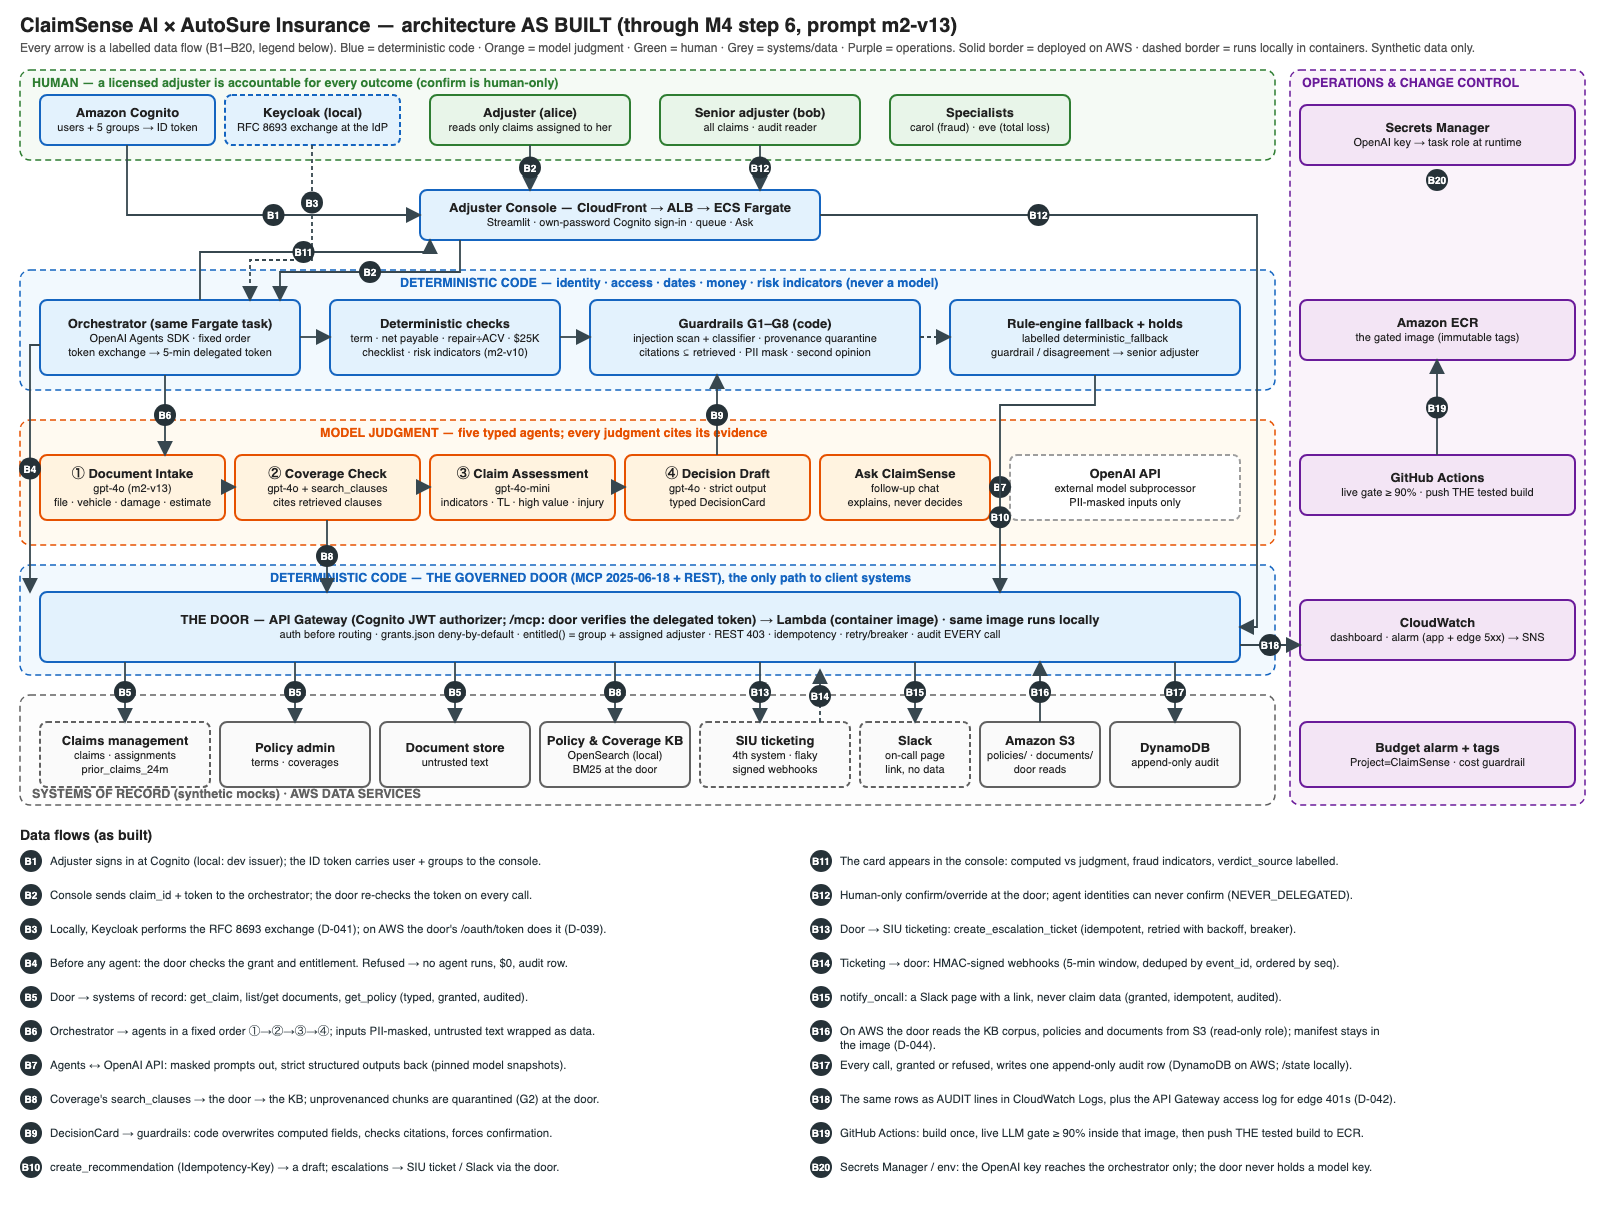 ClaimSense AI × AutoSure Insurance — architecture AS BUILT (through M4 step 6, prompt m2-v13)
Every arrow is a labelled data flow (B1–B20, legend below). Blue = deterministic code · Orange = model judgment · Green = human · Grey = systems/data · Purple = operations. Solid border = deployed on AWS · dashed border = runs locally in containers. Synthetic data only.
HUMAN — a licensed adjuster is accountable for every outcome (confirm is human-only)
Amazon Cognito
users + 5 groups → ID token
Keycloak (local)
RFC 8693 exchange at the IdP
Adjuster (alice)
reads only claims assigned to her
Senior adjuster (bob)
all claims · audit reader
Specialists
carol (fraud) · eve (total loss)
OPERATIONS & CHANGE CONTROL
Secrets Manager
OpenAI key → task role at runtime
B20
B2
B12
B3
B1
Adjuster Console — CloudFront → ALB → ECS Fargate
Streamlit · own-password Cognito sign-in · queue · Ask
B12
B11
B2
DETERMINISTIC CODE — identity · access · dates · money · risk indicators (never a model)
Orchestrator (same Fargate task)
OpenAI Agents SDK · fixed order
token exchange → 5-min delegated token
Deterministic checks
term · net payable · repair÷ACV · $25K
checklist · risk indicators (m2-v10)
Guardrails G1–G8 (code)
injection scan + classifier · provenance quarantine
citations ⊆ retrieved · PII mask · second opinion
Rule-engine fallback + holds
labelled deterministic_fallback
guardrail / disagreement → senior adjuster
Amazon ECR
the gated image (immutable tags)
B6
B9
B19
MODEL JUDGMENT — five typed agents; every judgment cites its evidence
B4
① Document Intake
gpt-4o (m2-v13)
file · vehicle · damage · estimate
② Coverage Check
gpt-4o + search_clauses
cites retrieved clauses
③ Claim Assessment
gpt-4o-mini
indicators · TL · high value · injury
④ Decision Draft
gpt-4o · strict output
typed DecisionCard
Ask ClaimSense
follow-up chat
explains, never decides
B7
B10
OpenAI API
external model subprocessor
PII-masked inputs only
GitHub Actions
live gate ≥ 90% · push THE tested build
B8
DETERMINISTIC CODE — THE GOVERNED DOOR (MCP 2025-06-18 + REST), the only path to client systems
THE DOOR — API Gateway (Cognito JWT authorizer; /mcp: door verifies the delegated token) → Lambda (container image) · same image runs locally
auth before routing · grants.json deny-by-default · entitled() = group + assigned adjuster · REST 403 · idempotency · retry/breaker · audit EVERY call
B18
CloudWatch
dashboard · alarm (app + edge 5xx) → SNS
B5
B5
B5
B8
B13
B14
B15
B16
B17
Claims management
claims · assignments
prior_claims_24m
Policy admin
terms · coverages
Document store
untrusted text
Policy & Coverage KB
OpenSearch (local)
BM25 at the door
SIU ticketing
4th system · flaky
signed webhooks
Slack
on-call page
link, no data
Amazon S3
policies/ · documents/
door reads
DynamoDB
append-only audit
Budget alarm + tags
Project=ClaimSense · cost guardrail
SYSTEMS OF RECORD (synthetic mocks) · AWS DATA SERVICES
Data flows (as built)
B1 Adjuster signs in at Cognito (local: dev issuer); the ID token carries user + groups to the console.
B2 Console sends claim_id + token to the orchestrator; the door re-checks the token on every call.
B3 Locally, Keycloak performs the RFC 8693 exchange (D-041); on AWS the door's /oauth/token does it (D-039).
B4 Before any agent: the door checks the grant and entitlement. Refused → no agent runs, $0, audit row.
B5 Door → systems of record: get_claim, list/get documents, get_policy (typed, granted, audited).
B6 Orchestrator → agents in a fixed order ①→②→③→④; inputs PII-masked, untrusted text wrapped as data.
B7 Agents ↔ OpenAI API: masked prompts out, strict structured outputs back (pinned model snapshots).
B8 Coverage's search_clauses → the door → the KB; unprovenanced chunks are quarantined (G2) at the door.
B9 DecisionCard → guardrails: code overwrites computed fields, checks citations, forces confirmation.
B10 create_recommendation (Idempotency-Key) → a draft; escalations → SIU ticket / Slack via the door.
B11 The card appears in the console: computed vs judgment, fraud indicators, verdict_source labelled.
B12 Human-only confirm/override at the door; agent identities can never confirm (NEVER_DELEGATED).
B13 Door → SIU ticketing: create_escalation_ticket (idempotent, retried with backoff, breaker).
B14 Ticketing → door: HMAC-signed webhooks (5-min window, deduped by event_id, ordered by seq).
B15 notify_oncall: a Slack page with a link, never claim data (granted, idempotent, audited).
B16 On AWS the door reads the KB corpus, policies and documents from S3 (read-only role); manifest stays in
the image (D-044).
B17 Every call, granted or refused, writes one append-only audit row (DynamoDB on AWS; /state locally).
B18 The same rows as AUDIT lines in CloudWatch Logs, plus the API Gateway access log for edge 401s (D-042).
B19 GitHub Actions: build once, live LLM gate ≥ 90% inside that image, then push THE tested build to ECR.
B20 Secrets Manager / env: the OpenAI key reaches the orchestrator only; the door never holds a model key.